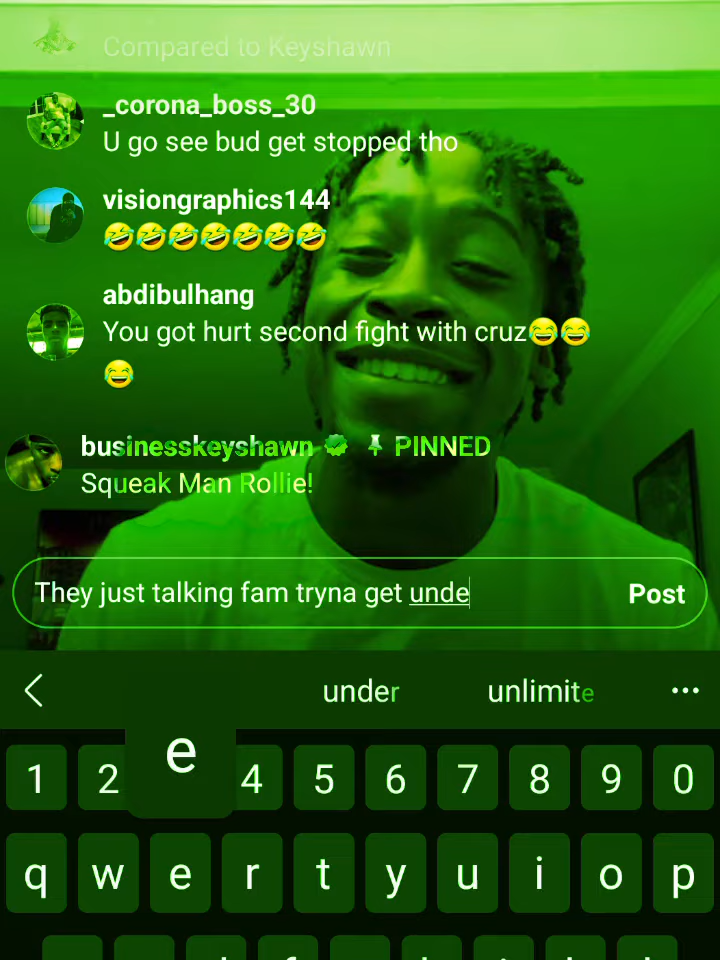 Compared to Keyshawn
_corona_boss_30
U go see bud get stopped tho
visiongraphics144
🤣🤣🤣🤣🤣🤣🤣
abdibulhang
You got hurt second fight with cruz😂😂
😂
businesskeyshawn PINNED
Squeak Man Rollie!
They just talking fam tryna get unde Post
under unlimite ...
e
1 2 4 5 6 7 8 9 0
q w e r t y u i o p